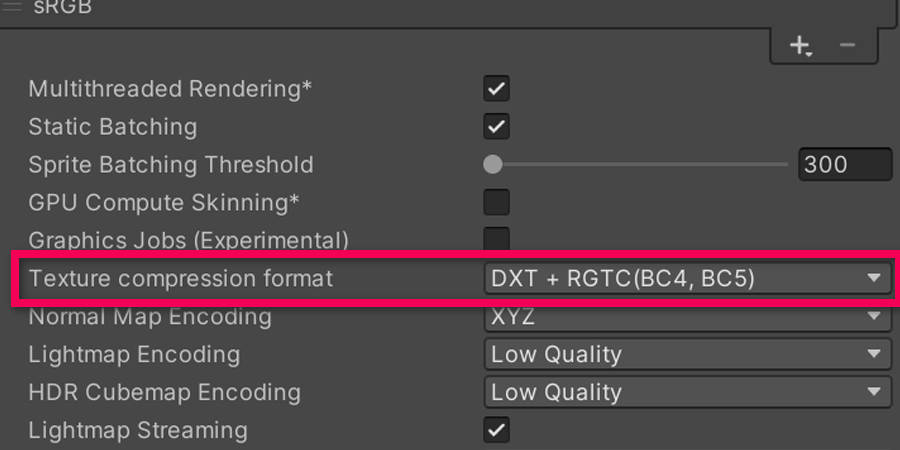 sRGB
Multithreaded Rendering*
Static Batching
Sprite Batching Threshold 300
GPU Compute Skinning*
Graphics Jobs (Experimental)
Texture compression format DXT + RGTC(BC4, BC5)
Normal Map Encoding XYZ
Lightmap Encoding Low Quality
HDR Cubemap Encoding Low Quality
Lightmap Streaming